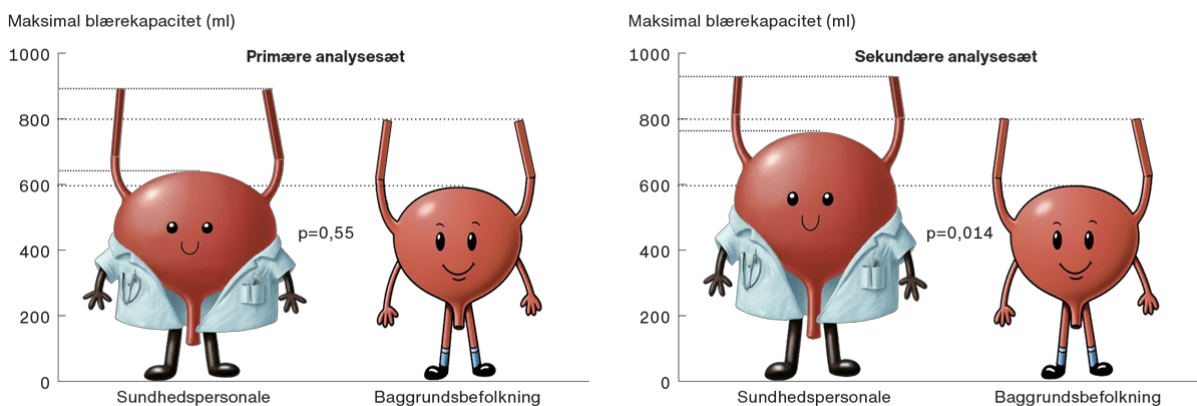 Maksimal blærekapacitet (ml)
Primære analysesæt
1000
800
600
400
200
0
p=0,55
Sundhedspersonale
Baggrundsbefolkning
Maksimal blærekapacitet (ml)
Sekundære analysesæt
1000
800
600
400
200
0
p=0,014
Sundhedspersonale
Baggrundsbefolkning